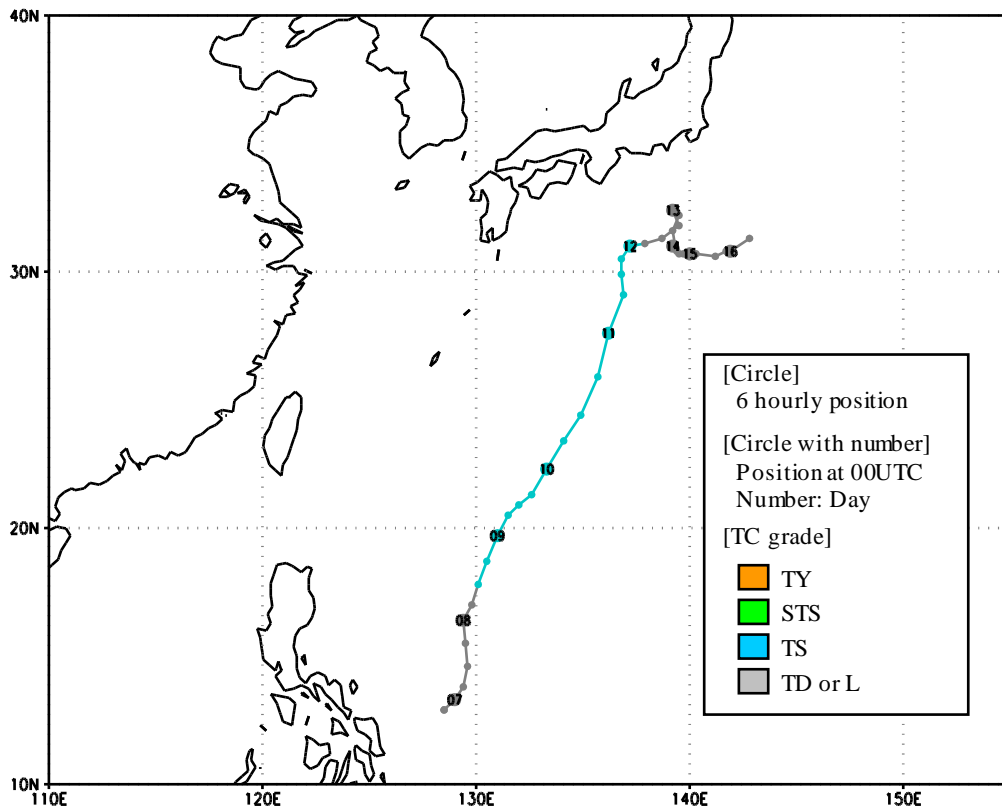 40N
30N
20N
10N
110E
120E
130E
140E
150E
13
12
14
15
16
11
10
09
08
07
[Circle]
6 hourly position
[Circle with number]
Position at 00UTC
Number: Day
[TC grade]
TY
STS
TS
TD or L